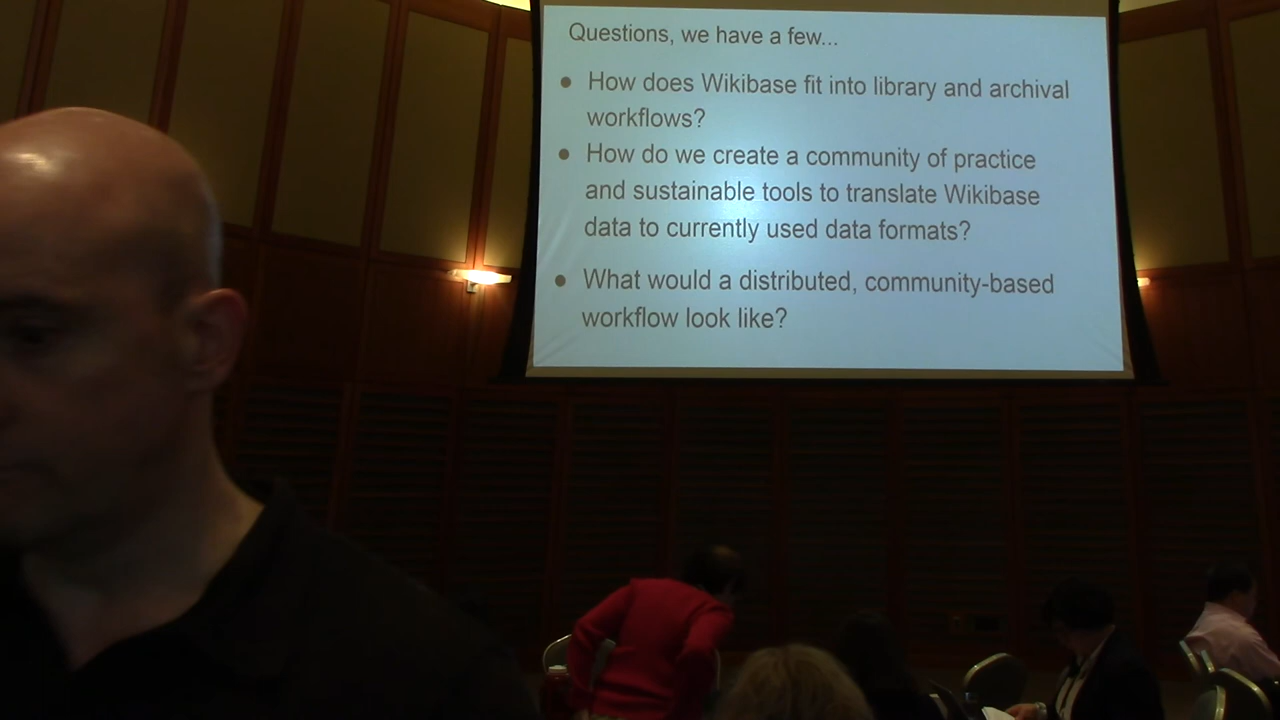 Questions, we have a few...
● How does Wikibase fit into library and archival
workflows?
● How do we create a community of practice
and sustainable tools to translate Wikibase
data to currently used data formats?
● What would a distributed, community-based
workflow look like?